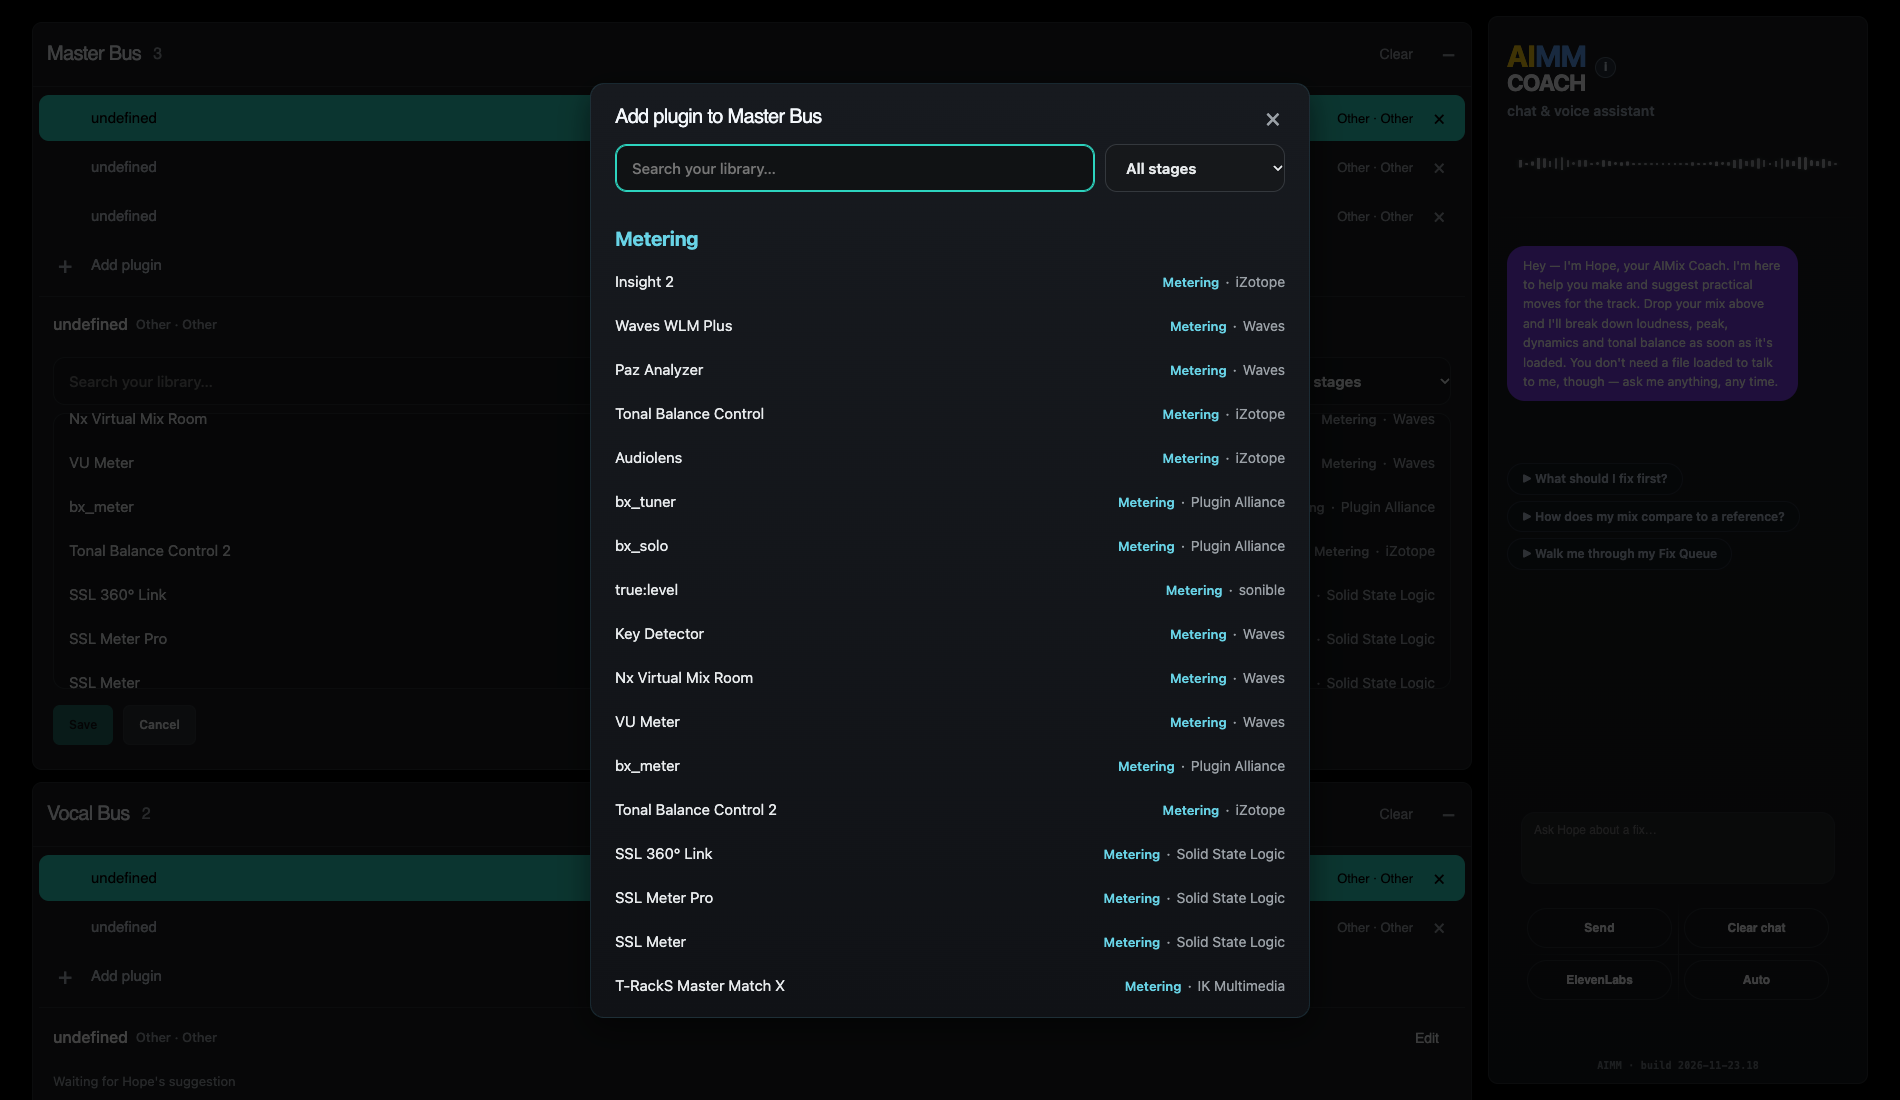 Master Bus 3
Clear
undefined
Other · Other
undefined
Other · Other
undefined
Other · Other
Add plugin
undefined Other · Other
Search your library...
stages
Nx Virtual Mix Room
Metering · Waves
VU Meter
Metering · Waves
bx_meter
ng · Plugin Alliance
Tonal Balance Control 2
Metering · iZotope
SSL 360° Link
· Solid State Logic
SSL Meter Pro
· Solid State Logic
SSL Meter
· Solid State Logic
Save
Cancel
Vocal Bus 2
Clear
undefined
Other · Other
undefined
Other · Other
Add plugin
undefined Other · Other
Edit
Waiting for Hope's suggestion
Add plugin to Master Bus
Search your library...
All stages
Metering
Insight 2
Metering · iZotope
Waves WLM Plus
Metering · Waves
Paz Analyzer
Metering · Waves
Tonal Balance Control
Metering · iZotope
Audiolens
Metering · iZotope
bx_tuner
Metering · Plugin Alliance
bx_solo
Metering · Plugin Alliance
true:level
Metering · sonible
Key Detector
Metering · Waves
Nx Virtual Mix Room
Metering · Waves
VU Meter
Metering · Waves
bx_meter
Metering · Plugin Alliance
Tonal Balance Control 2
Metering · iZotope
SSL 360° Link
Metering · Solid State Logic
SSL Meter Pro
Metering · Solid State Logic
SSL Meter
Metering · Solid State Logic
T-RackS Master Match X
Metering · IK Multimedia
AIMM
COACH
i
chat & voice assistant
Hey — I'm Hope, your AIMix Coach. I'm here
to help you make and suggest practical
moves for the track. Drop your mix above
and I'll break down loudness, peak,
dynamics and tonal balance as soon as it's
loaded. You don't need a file loaded to talk
to me, though — ask me anything, any time.
What should I fix first?
How does my mix compare to a reference?
Walk me through my Fix Queue
Ask Hope about a fix...
Send
Clear chat
ElevenLabs
Auto
AIMM · build 2026-11-23.18